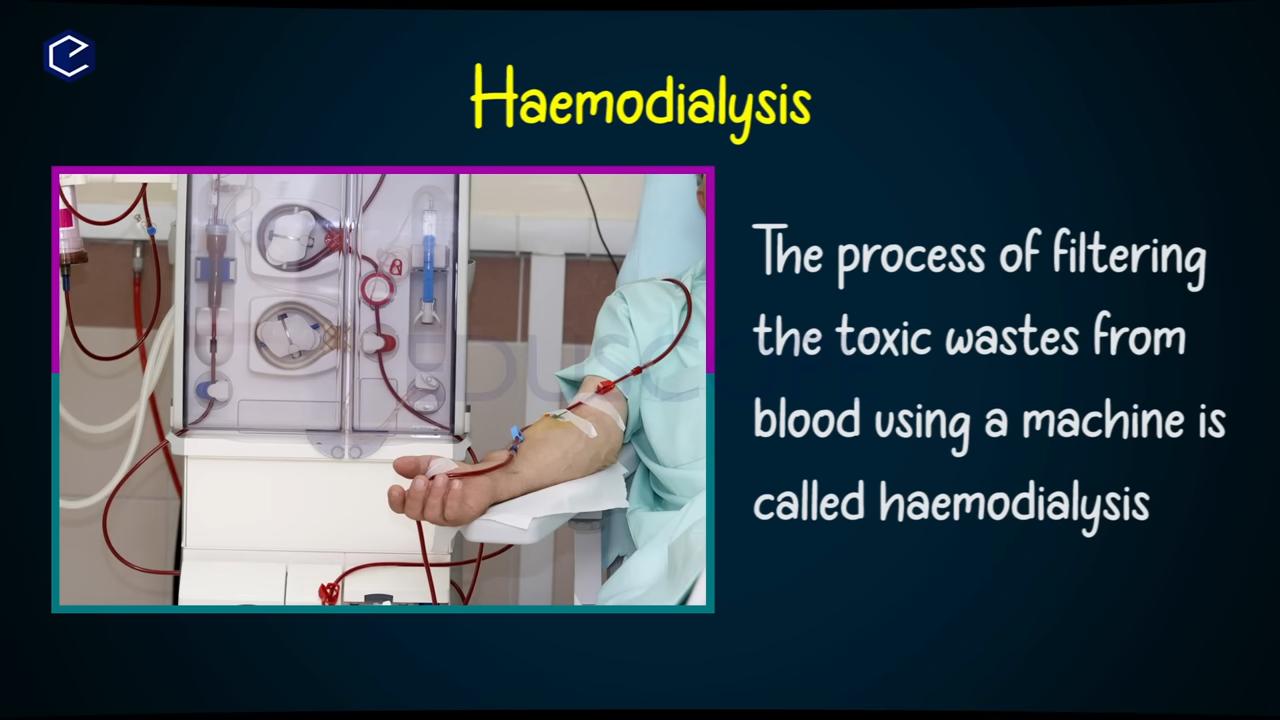 Haemodialysis
The process of filtering
the toxic wastes from
blood using a machine is
called haemodialysis